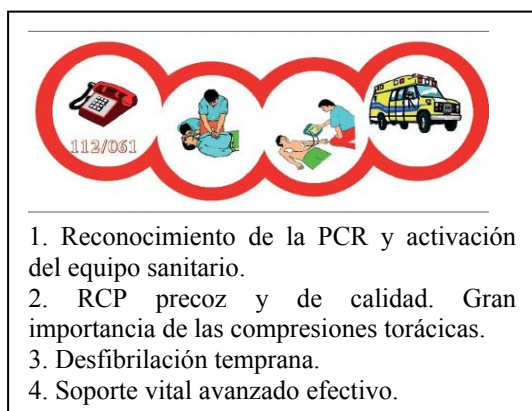 112/061
1. Reconocimiento de la PCR y activación
del equipo sanitario.
2. RCP precoz y de calidad. Gran
importancia de las compresiones torácicas.
3. Desfibrilación temprana.
4. Soporte vital avanzado efectivo.